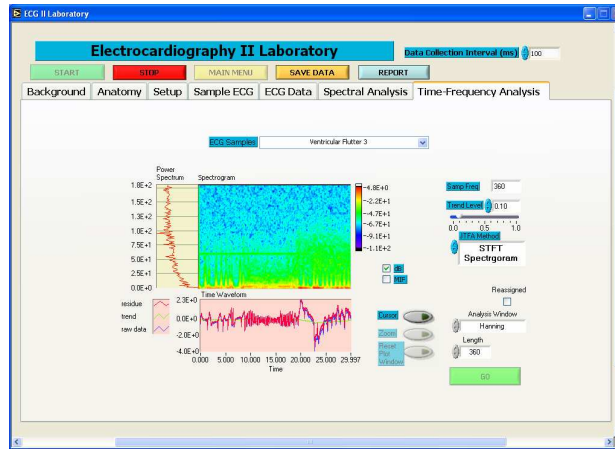 ECG II Laboratory
Electrocardiography II Laboratory
Data Collection Interval (ms) 100
START STOP MAIN MENU SAVE DATA REPORT
Background Anatomy Setup Sample ECG ECG Data Spectral Analysis Time-Frequency Analysis
ECG Samples Ventricular Flutter 3
Power
Spectrum
Spectrogram
1.8E+2
1.5E+2
1.3E+2
1.0E+2
7.5E+1
5.0E+1
2.5E+1
0.0E+0
-4.8E+0
-2.2E+1
-4.7E+1
-6.7E+1
-9.1E+1
-1.1E+2
Samp Freq 360
Trend Level 0.10
0.0 0.5 1.0
JTFA Method
STFT
Spectrgoram
dB
MIP
Reassigned
Time Waveform
residue
trend
raw data
2.3E+0
0.0E+0
-2.0E+0
-4.0E+0
0.000 5.000 10.000 15.000 20.000 29.997
Time
Cursor
Zoom
Reset
Plot
Window
Analysis Window
Hanning
Length
360
GO